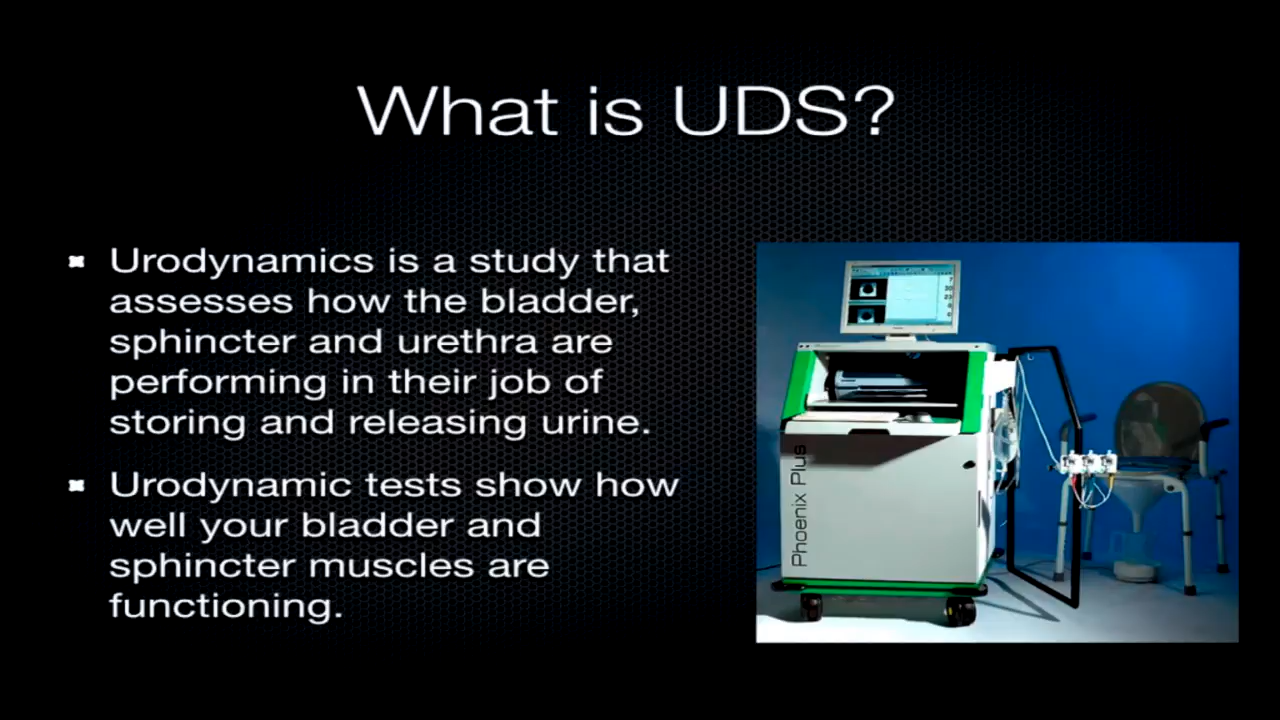 What is UDS?
Urodynamics is a study that
assesses how the bladder,
sphincter and urethra are
performing in their job of
storing and releasing urine.
Urodynamic tests show how
well your bladder and
sphincter muscles are
functioning.
Phoenix Plus